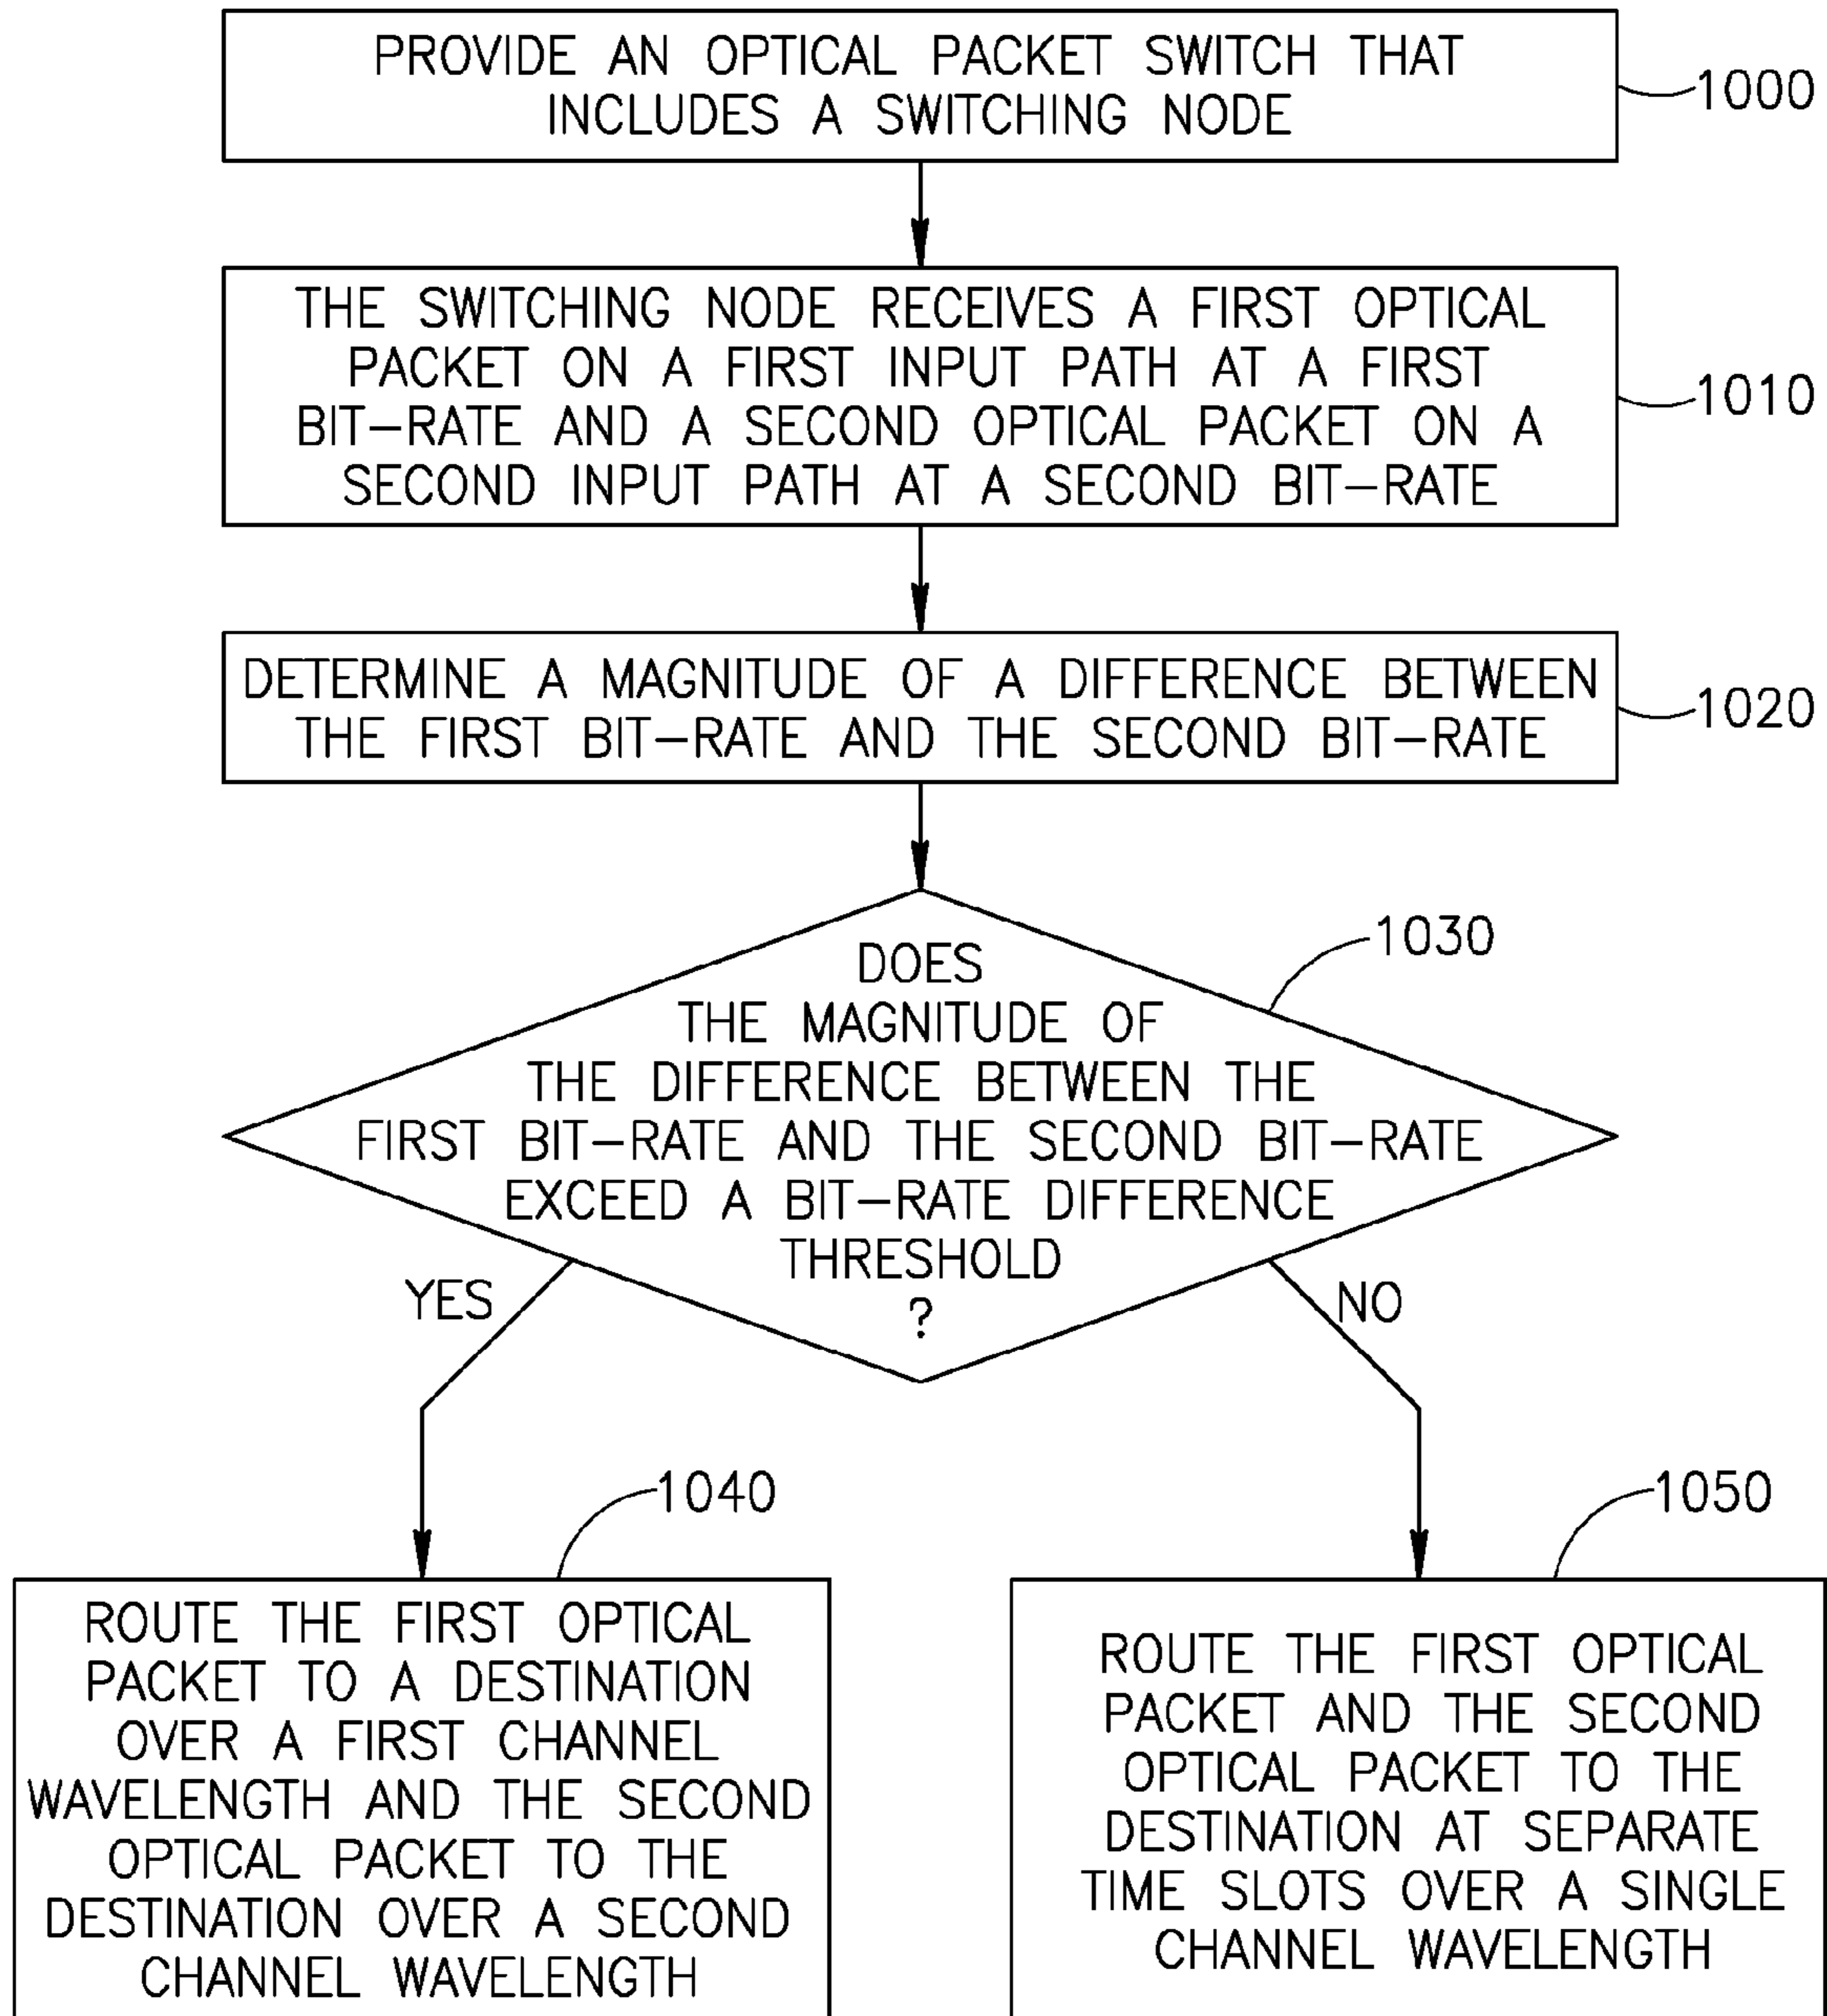 PROVIDE AN OPTICAL PACKET SWITCH THAT
INCLUDES A SWITCHING NODE
1000
THE SWITCHING NODE RECEIVES A FIRST OPTICAL
PACKET ON A FIRST INPUT PATH AT A FIRST
BIT-RATE AND A SECOND OPTICAL PACKET ON A
SECOND INPUT PATH AT A SECOND BIT-RATE
1010
DETERMINE A MAGNITUDE OF A DIFFERENCE BETWEEN
THE FIRST BIT-RATE AND THE SECOND BIT-RATE
1020
1030
DOES
THE MAGNITUDE OF
THE DIFFERENCE BETWEEN THE
FIRST BIT-RATE AND THE SECOND BIT-RATE
EXCEED A BIT-RATE DIFFERENCE
THRESHOLD
?
YES
NO
1040
ROUTE THE FIRST OPTICAL
PACKET TO A DESTINATION
OVER A FIRST CHANNEL
WAVELENGTH AND THE SECOND
OPTICAL PACKET TO THE
DESTINATION OVER A SECOND
CHANNEL WAVELENGTH
1050
ROUTE THE FIRST OPTICAL
PACKET AND THE SECOND
OPTICAL PACKET TO THE
DESTINATION AT SEPARATE
TIME SLOTS OVER A SINGLE
CHANNEL WAVELENGTH